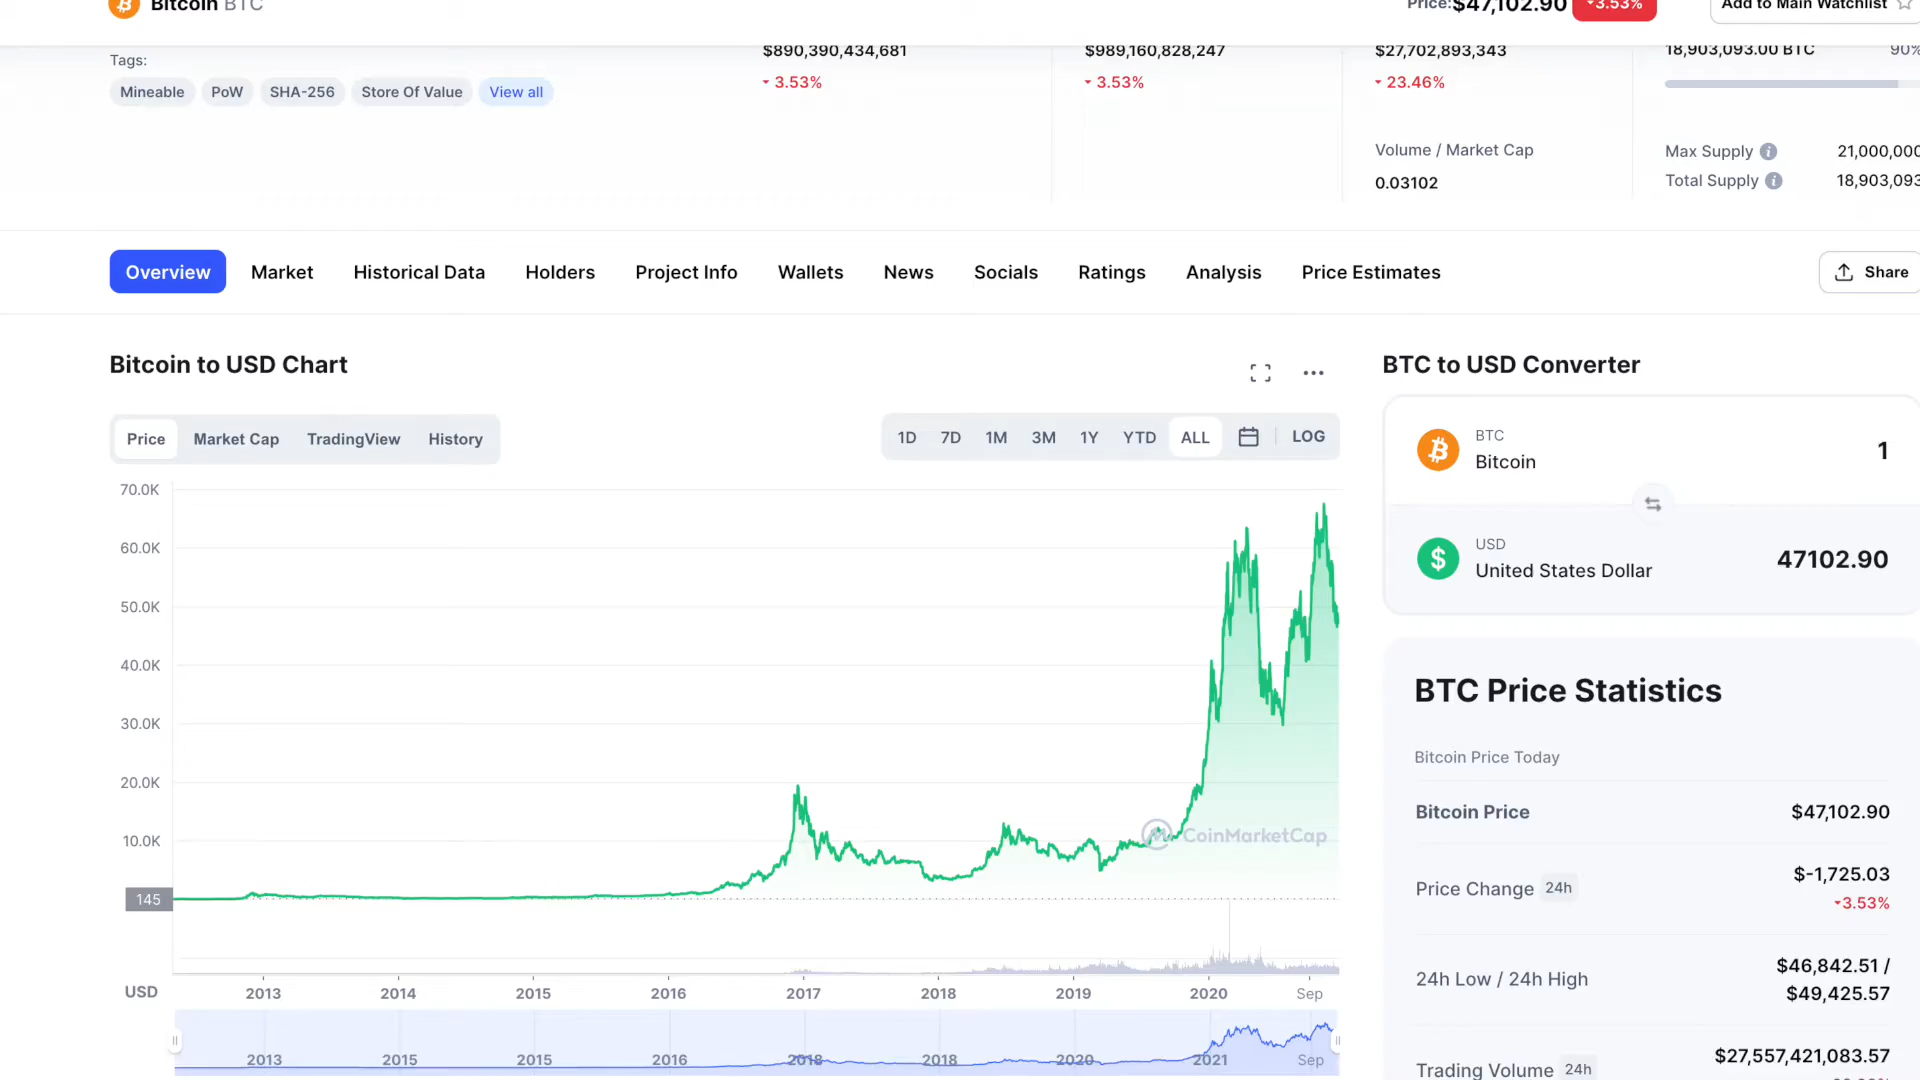 Bitcoin BTC
Price:$47,102.90 3.53%
Add to Main Watchlist
Tags:
Mineable PoW SHA-256 Store Of Value View all
$890,390,434,681
3.53%
$989,160,828,247
3.53%
$27,702,893,343
23.46%
Volume / Market Cap
0.03102
18,903,093.00 BTC 90%
Max Supply 21,000,000
Total Supply 18,903,093
Overview Market Historical Data Holders Project Info Wallets News Socials Ratings Analysis Price Estimates
Share
Bitcoin to USD Chart
Price Market Cap TradingView History
1D 7D 1M 3M 1Y YTD ALL LOG
70.0K
60.0K
50.0K
40.0K
30.0K
20.0K
10.0K
145
CoinMarketCap
USD 2013 2014 2015 2016 2017 2018 2019 2020 Sep
2013 2015 2015 2016 2018 2018 2020 2021 Sep
BTC to USD Converter
BTC
Bitcoin
1
USD
United States Dollar
47102.90
BTC Price Statistics
Bitcoin Price Today
Bitcoin Price $47,102.90
Price Change 24h $-1,725.03
3.53%
24h Low / 24h High $46,842.51 /
$49,425.57
Trading Volume 24h $27,557,421,083.57